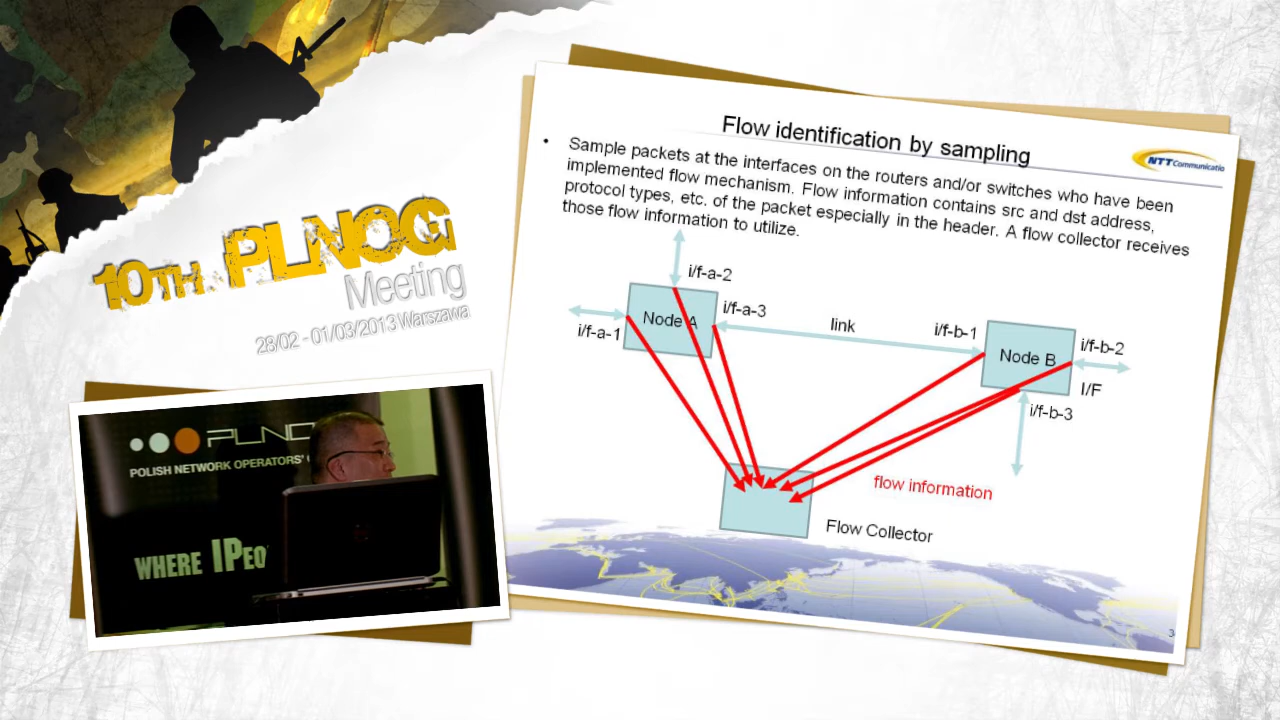 10TH PLNOG
Meeting
28/02 - 01/03/2013 Warszawa
PLNO
POLISH NETWORK OPERATORS'
WHERE IPEO
Flow identification by sampling
NTT Communicatio
• Sample packets at the interfaces on the routers and/or switches who have been
implemented flow mechanism. Flow information contains src and dst address,
protocol types, etc. of the packet especially in the header. A flow collector receives
those flow information to utilize.
i/f-a-2
Node A
i/f-a-3
i/f-a-1
link
i/f-b-1
Node B
i/f-b-2
I/F
i/f-b-3
flow information
Flow Collector